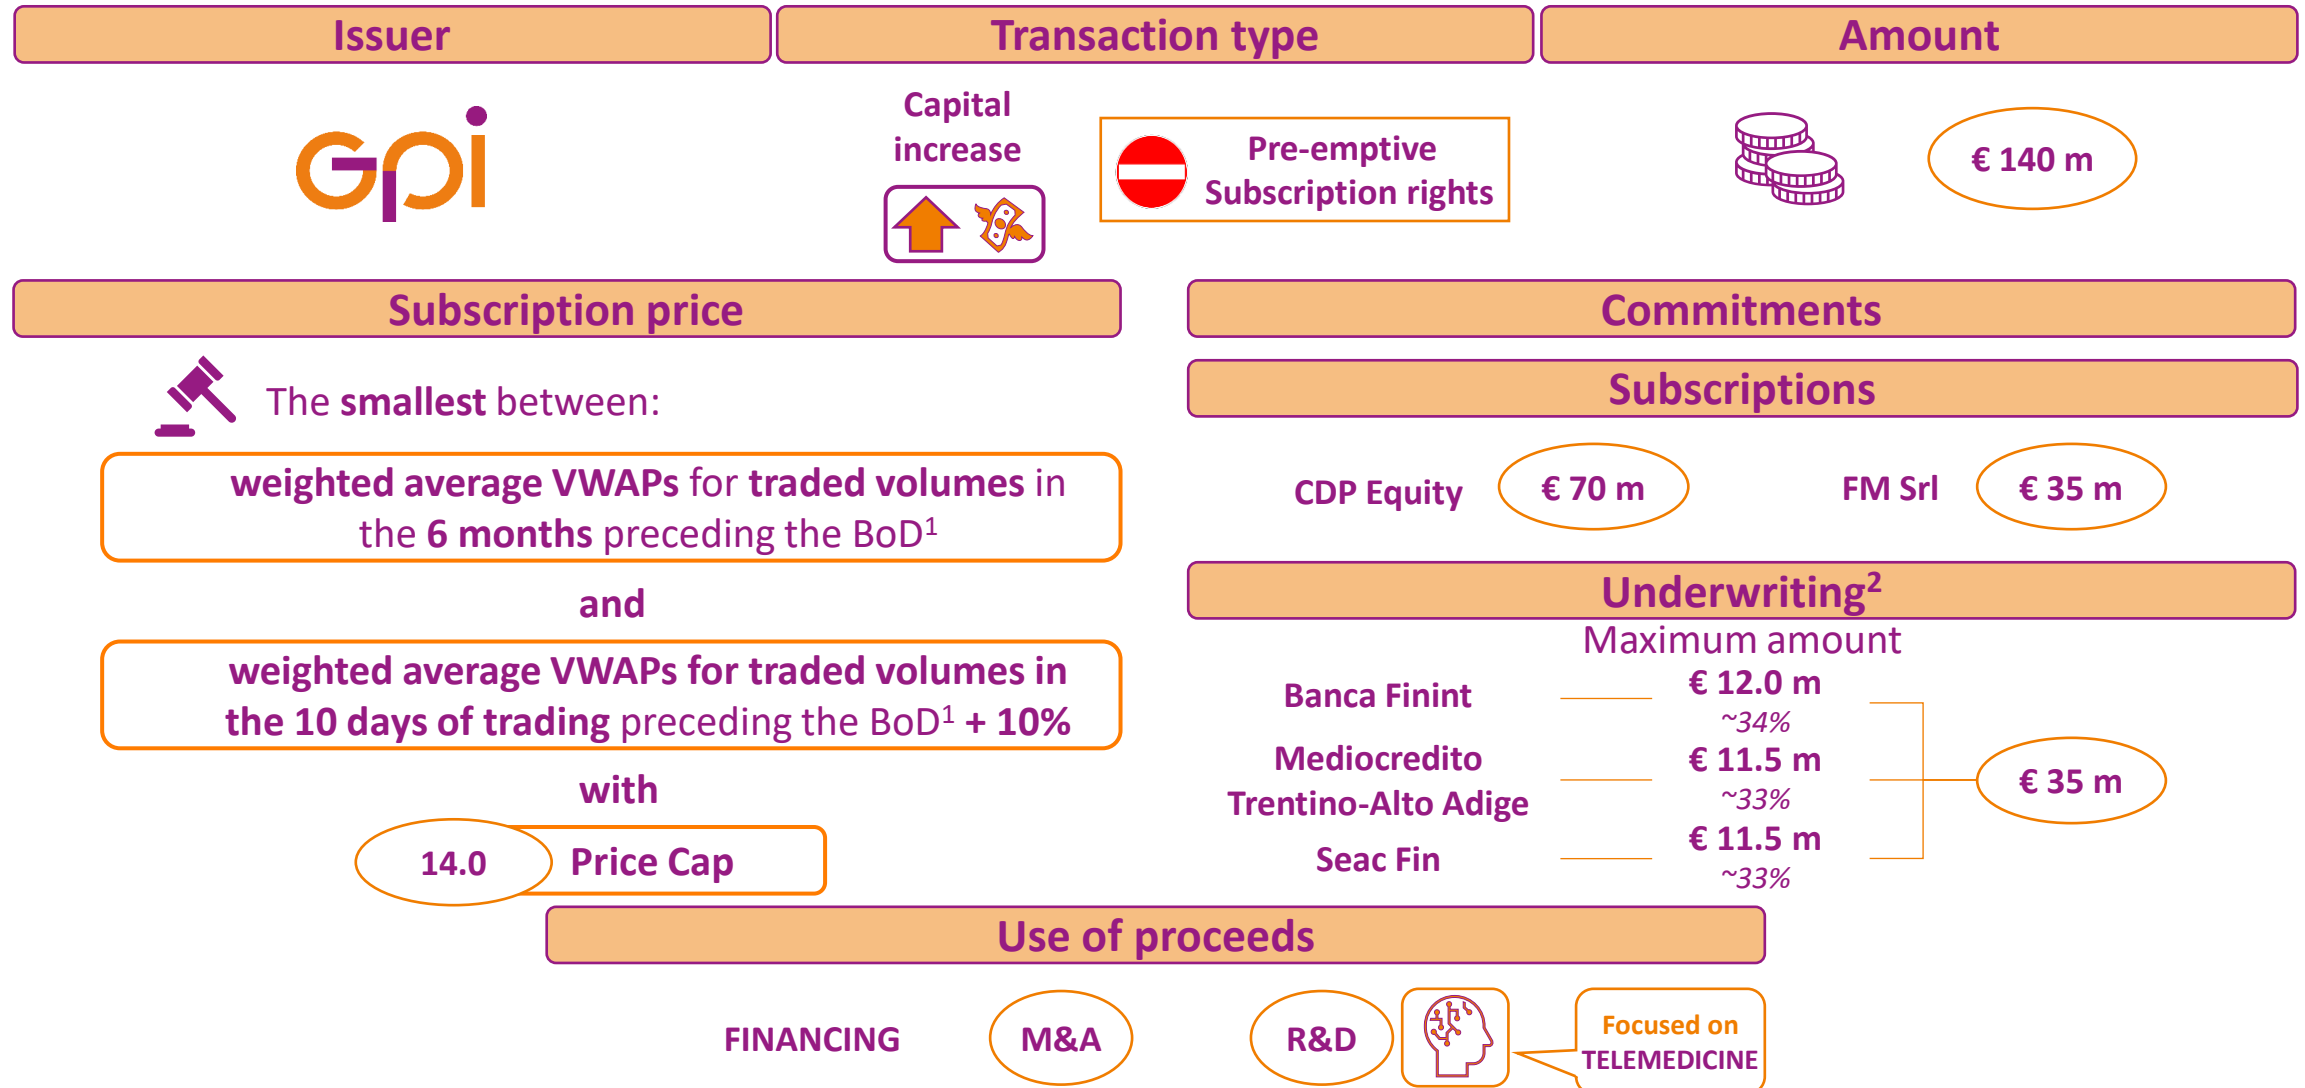 Issuer
Transaction type
Amount
GPI
Capital
increase
Pre-emptive
Subscription rights
€ 140 m
Subscription price
The smallest between:
weighted average VWAPs for traded volumes in
the 6 months preceding the BoD¹
and
weighted average VWAPs for traded volumes in
the 10 days of trading preceding the BoD¹ + 10%
with
14.0
Price Cap
Commitments
Subscriptions
CDP Equity
€ 70 m
FM Srl
€ 35 m
Underwriting²
Maximum amount
Banca Finint
€ 12.0 m
~34%
Mediocredito
Trentino-Alto Adige
€ 11.5 m
~33%
Seac Fin
€ 11.5 m
~33%
€ 35 m
Use of proceeds
FINANCING
M&A
R&D
Focused on
TELEMEDICINE